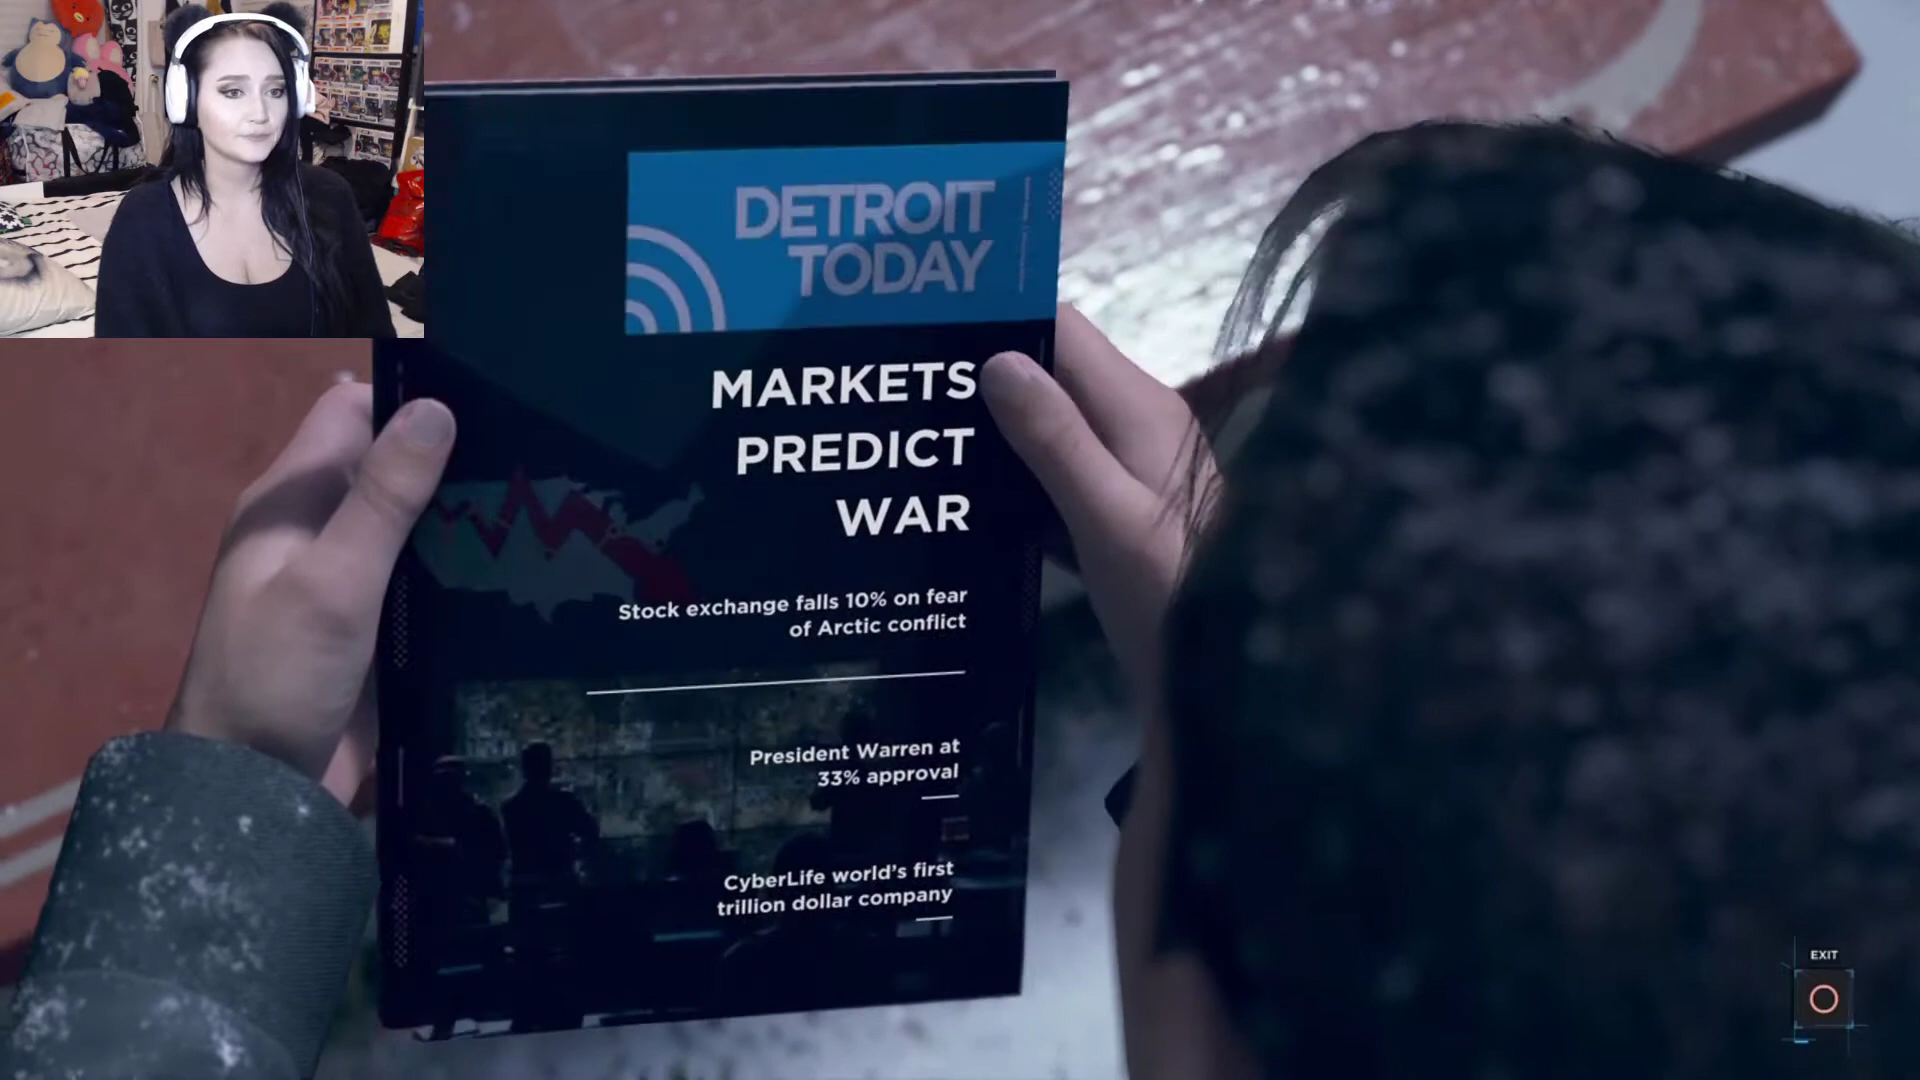 DETROIT
TODAY
MARKETS
PREDICT
WAR
Stock exchange falls 10% on fear
of Arctic conflict
President Warren at
33% approval
CyberLife world's first
trillion dollar company
EXIT